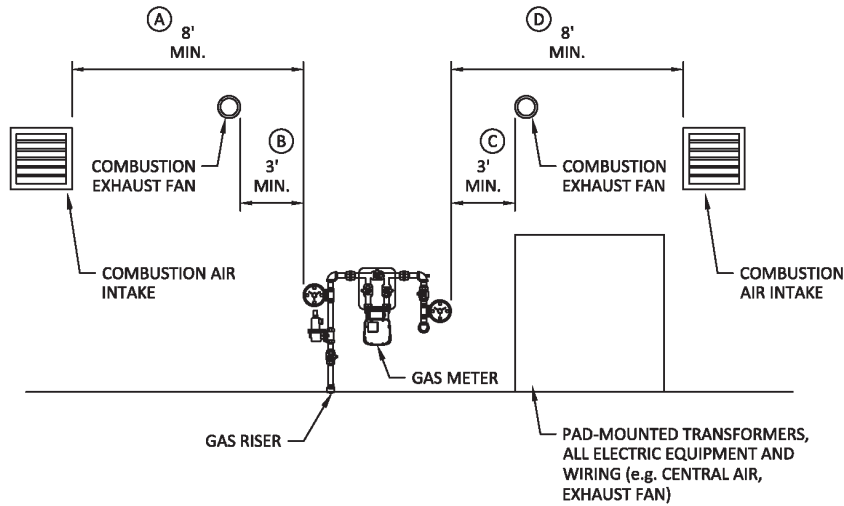 A
8'
MIN.
D
8'
MIN.
B
3'
MIN.
C
3'
MIN.
COMBUSTION
EXHAUST FAN
COMBUSTION
EXHAUST FAN
COMBUSTION AIR
INTAKE
COMBUSTION
AIR INTAKE
GAS METER
GAS RISER
PAD-MOUNTED TRANSFORMERS,
ALL ELECTRIC EQUIPMENT AND
WIRING (e.g. CENTRAL AIR,
EXHAUST FAN)